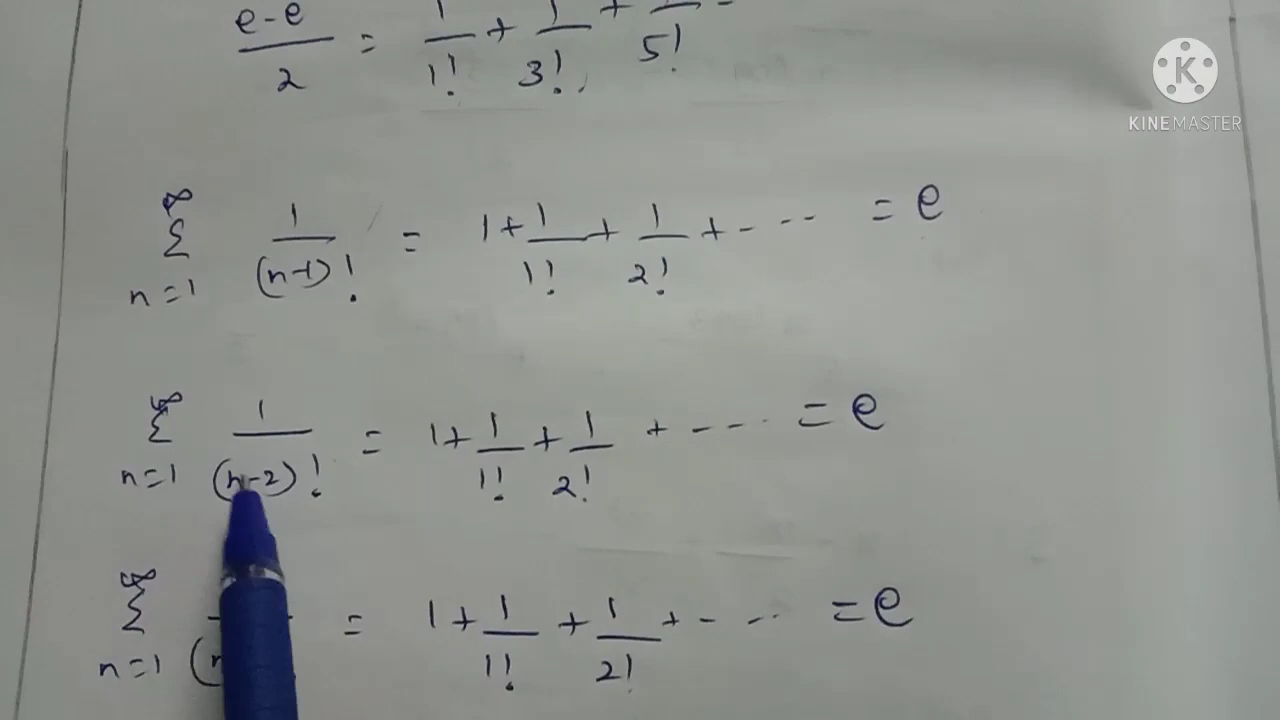 e - e / 2 = 1/1! + 1/3! + 1/5! -
KINEMASTER
∞ Σ n=1 1/(n-1)! = 1 + 1/1! + 1/2! + - -- = e
∞ Σ n=1 1/(n-2)! = 1 + 1/1! + 1/2! + - -- - = e
∞ Σ n=1 (n = 1 + 1/1! + 1/2! + - -- = e